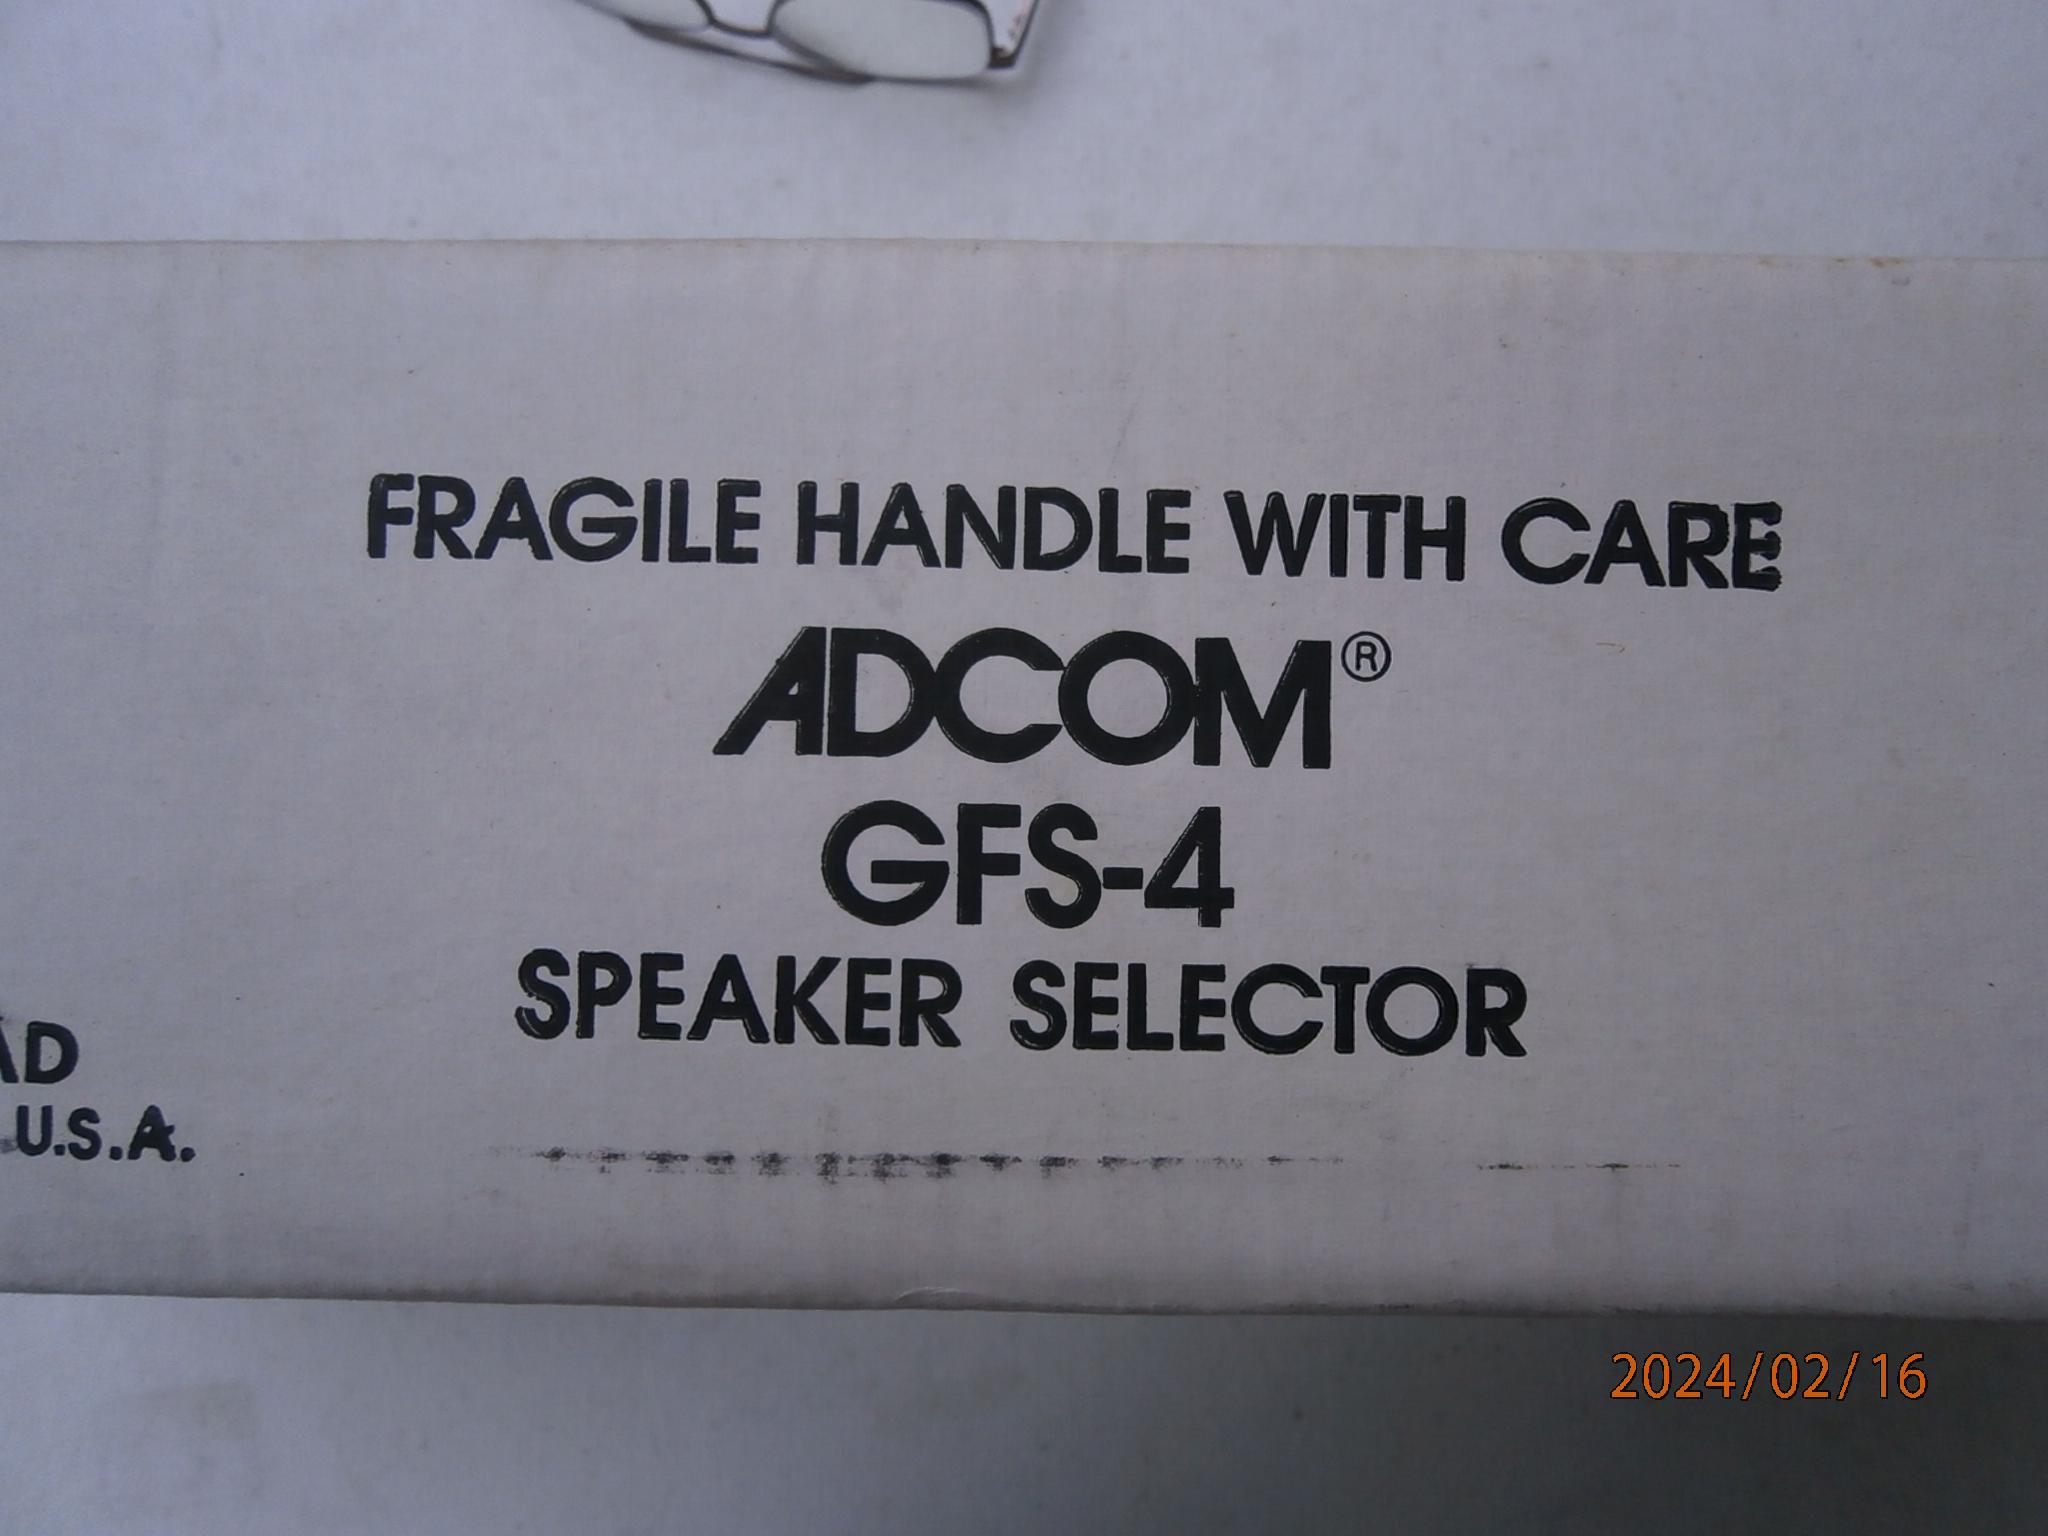 FRAGILE HANDLE WITH CARE
ADCOM®
GFS-4
SPEAKER SELECTOR
U.S.A.
2024/02/16